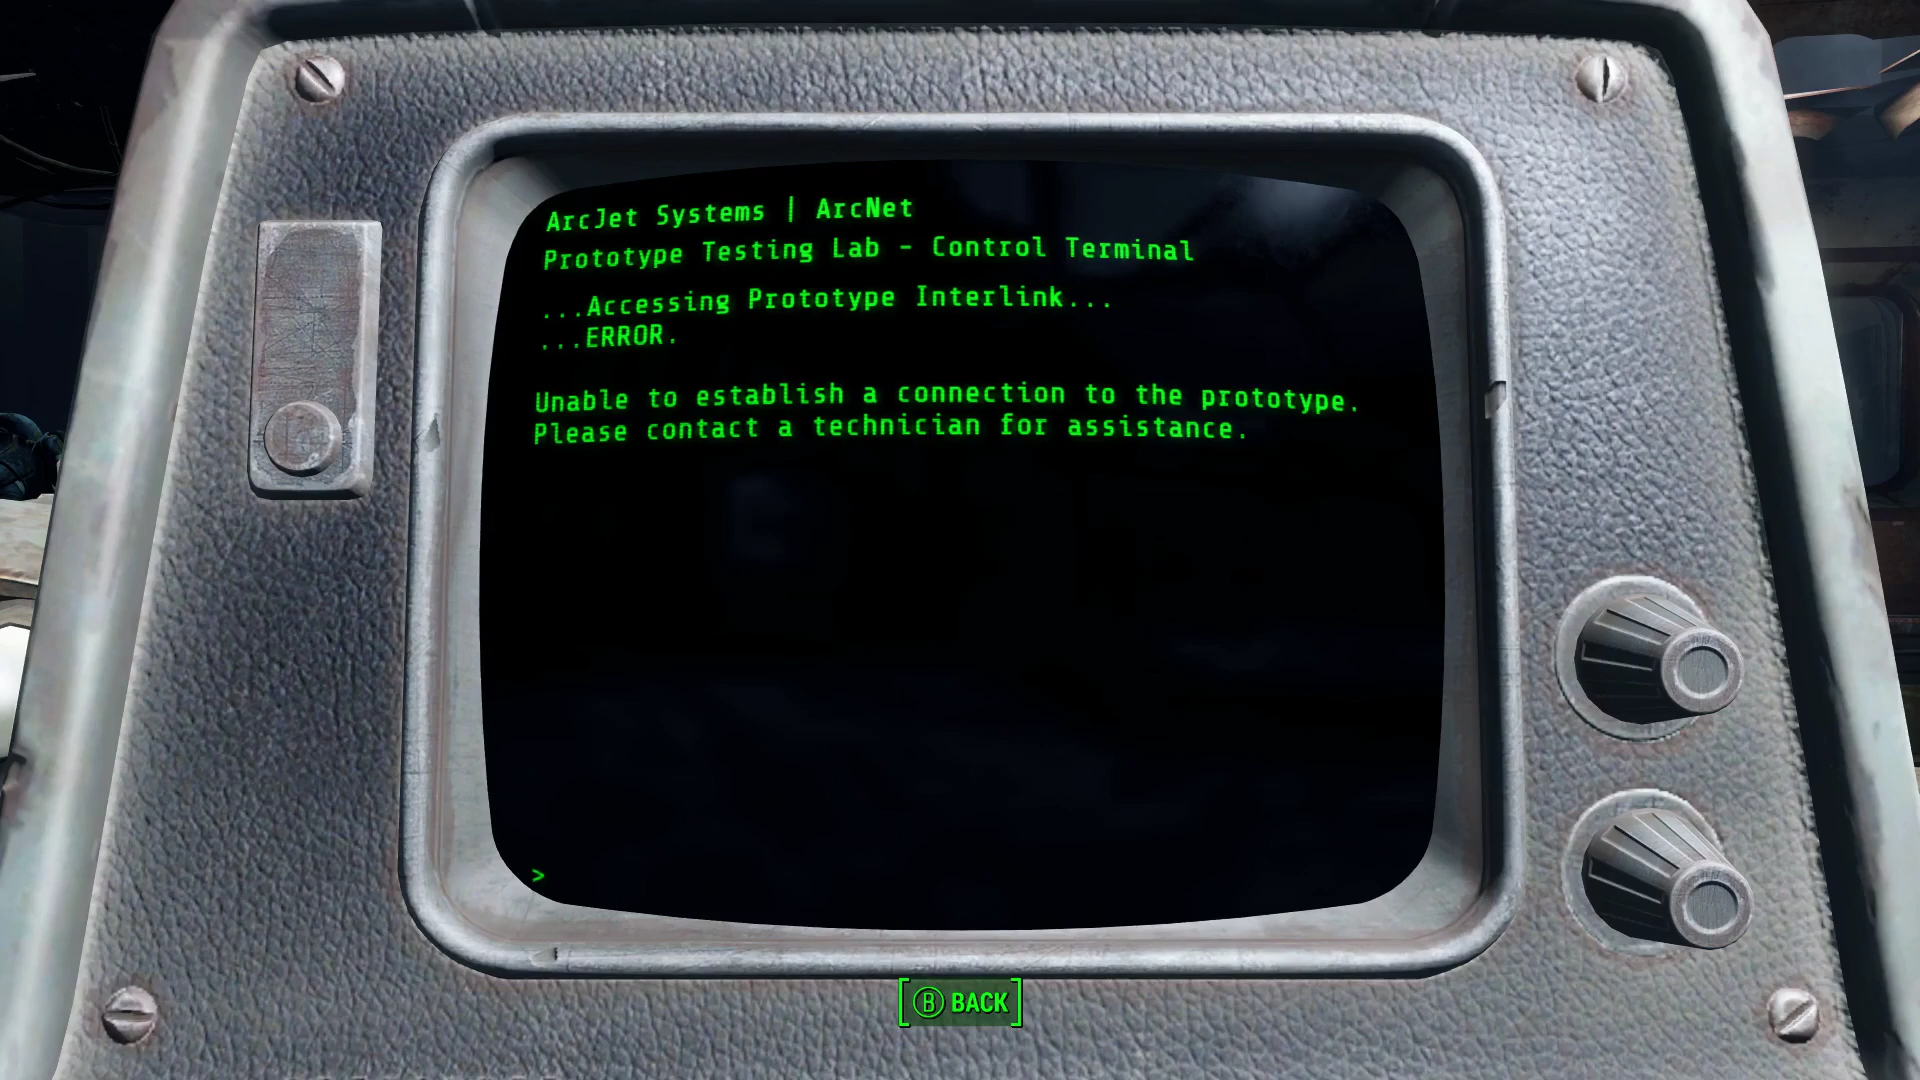 ArcJet Systems | ArcNet
Prototype Testing Lab - Control Terminal
...Accessing Prototype Interlink...
...ERROR.
Unable to establish a connection to the prototype.
Please contact a technician for assistance.
>
[Ⓑ BACK]